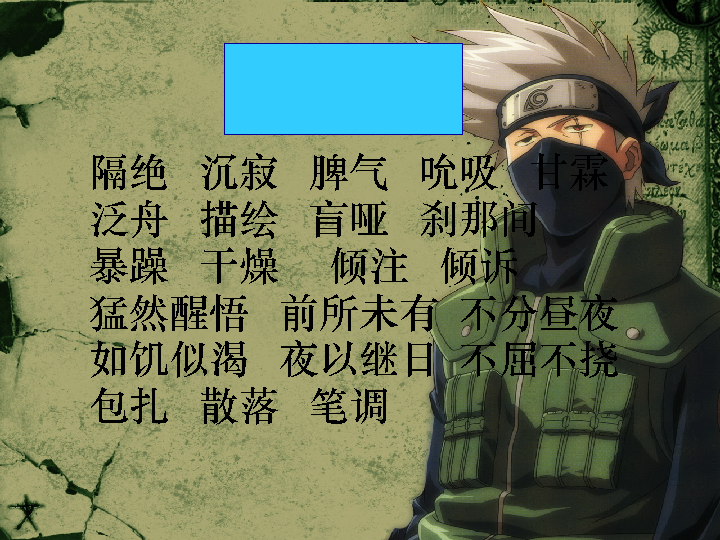 隔绝 沉寂 脾气 吮吸 甘霖
泛舟 描绘 盲哑 刹那间
暴躁 干燥 倾注 倾诉
猛然醒悟 前所未有 不分昼夜
如饥似渴 夜以继日 不屈不挠
包扎 散落 笔调